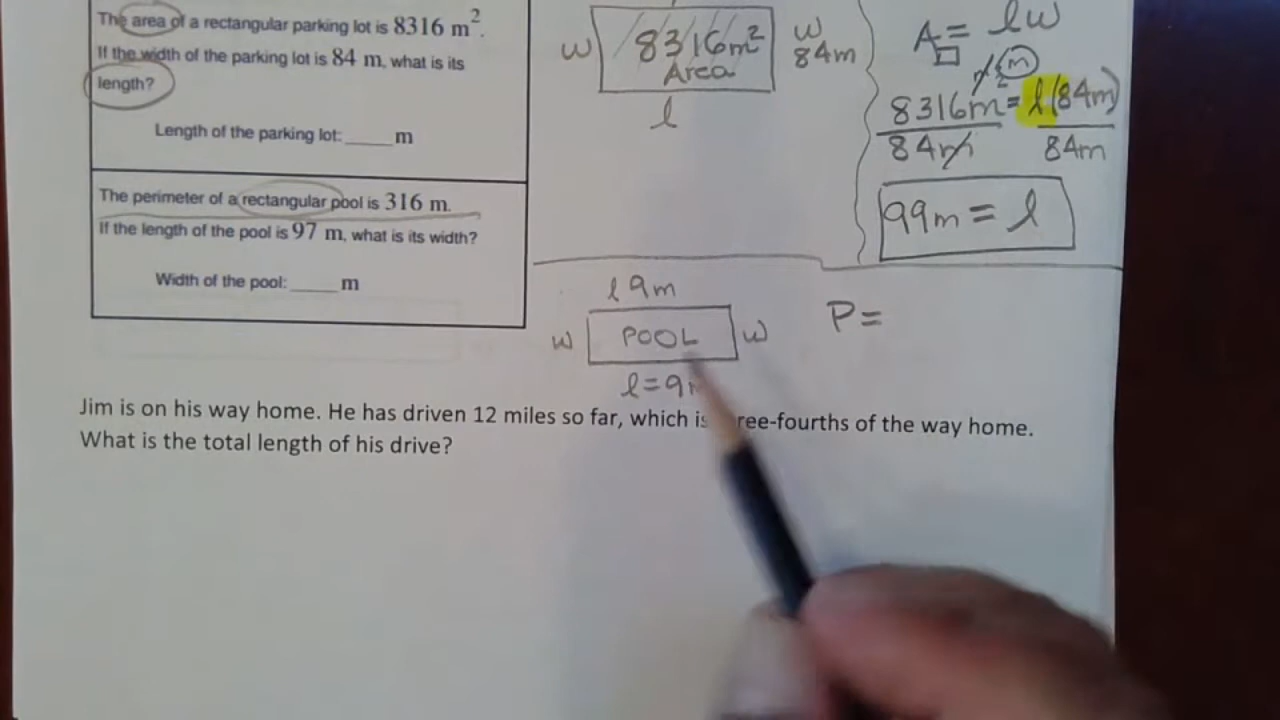 The area of a rectangular parking lot is 8316 m².
If the width of the parking lot is 84 m, what is its
length?
Length of the parking lot: _____ m
The perimeter of a rectangular pool is 316 m.
If the length of the pool is 97 m, what is its width?
Width of the pool: _____ m
w 8316m² w
84m
Area
l
A□ = lw
m
8316m² = l(84m)
84m 84m
99m = l
l 9m
w POOL w
l = 9
P =
Jim is on his way home. He has driven 12 miles so far, which is ree-fourths of the way home.
What is the total length of his drive?